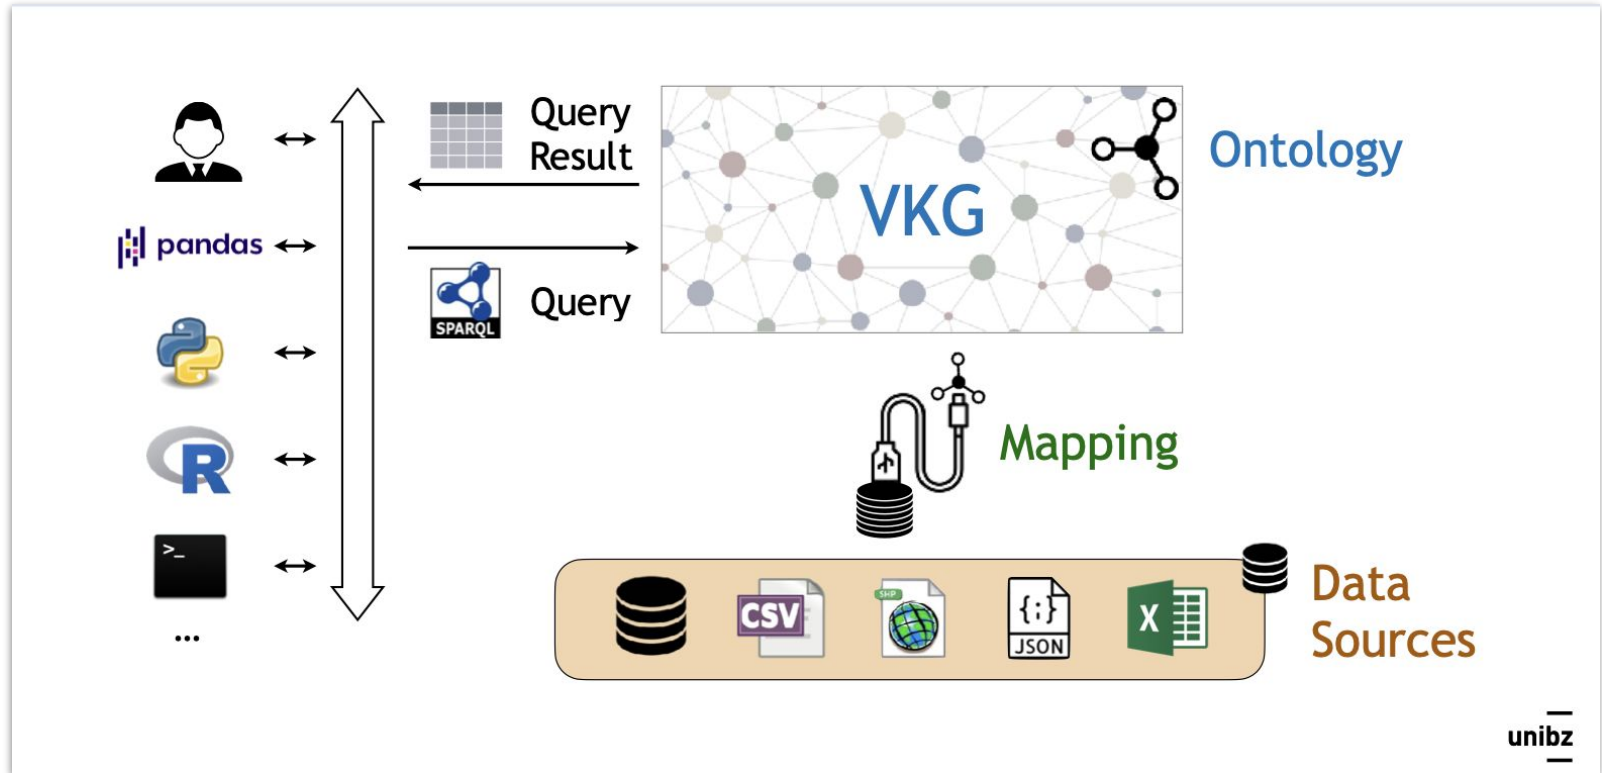 Query
Result
VKG
Ontology
pandas
SPARQL
Query
Mapping
>_
...
CSV
SHP
{;}
JSON
X
Data
Sources
unibz